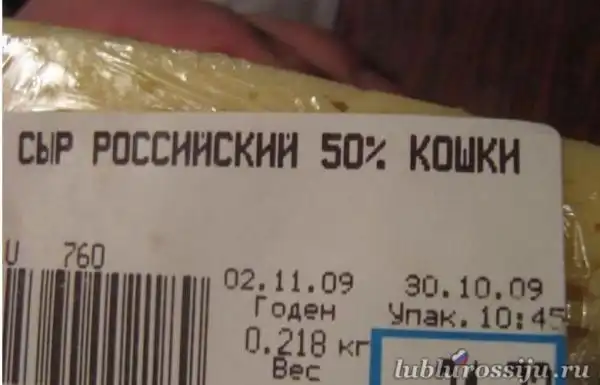 СЫР РОССИЙСКИЙ 50% КОШКИ
U 760
02.11.09 30.10.09
Годен Упак. 10:45
0.218 кг
Вес
lublurossiju.ru